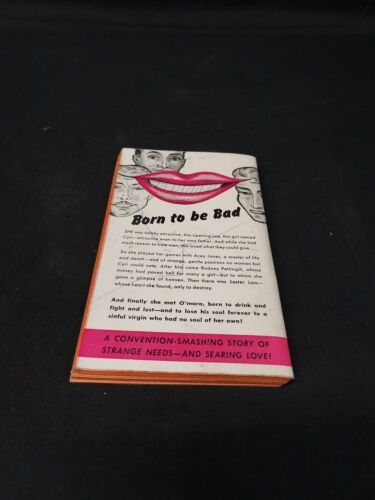 Born to be Bad
SHE was fatally attractive, this ripening imp, this girl named
Cyri—attractive even to her own father. And while she had
much reason to hate men, she loved what they could give —
So she played her games with Acey Jones, a master of life
and death—and of strange, gentle passions no woman but
Cyri could sate. After him came Rodney Pettingill, whose
money had paved hell for many a girl—but to whom she
gave a glimpse of heaven. Then there was Lester Lam—
whose heart she found, only to destroy.
And finally she met O'mara, born to drink and
fight and lust—and to lose his soul forever to a
sinful virgin who had no soul of her own!
A CONVENTION-SMASHING STORY OF
STRANGE NEEDS—AND SEARING LOVE!